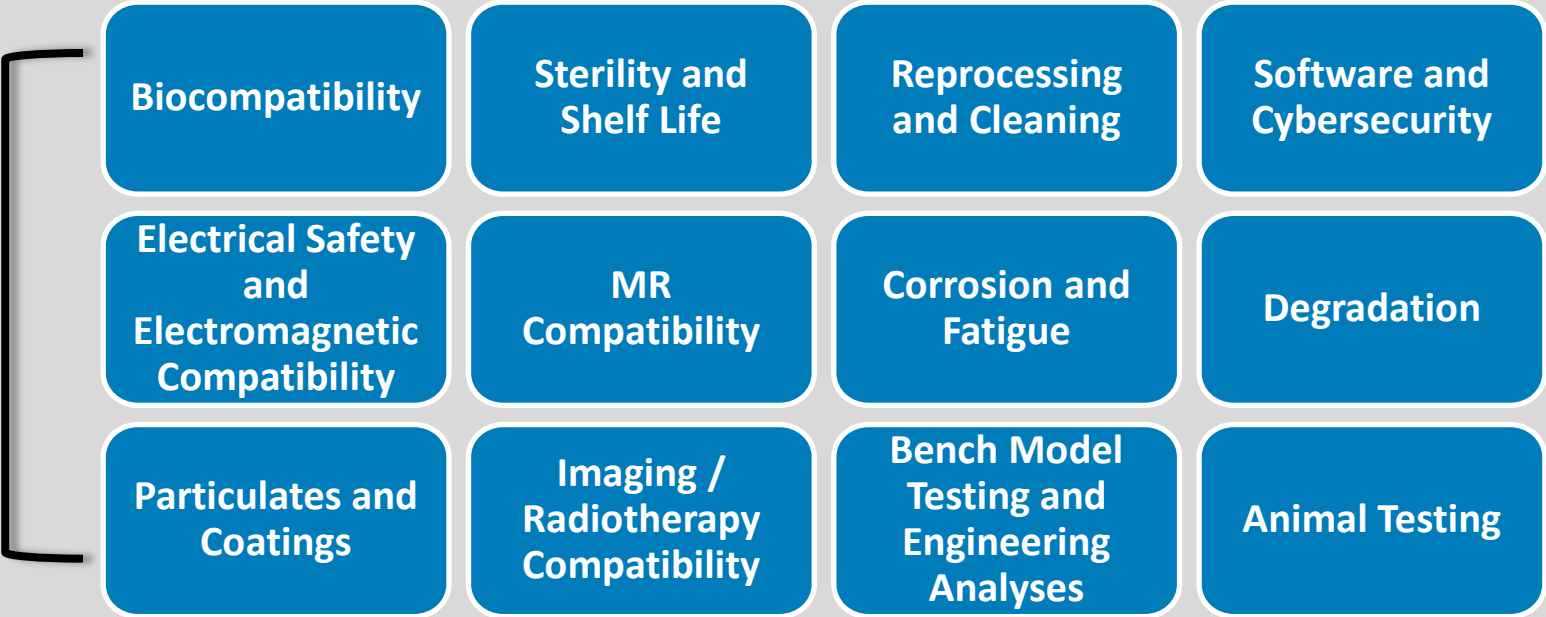 Biocompatibility
Sterility and
Shelf Life
Reprocessing
and Cleaning
Software and
Cybersecurity
Electrical Safety
and
Electromagnetic
Compatibility
MR
Compatibility
Corrosion and
Fatigue
Degradation
Particulates and
Coatings
Imaging /
Radiotherapy
Compatibility
Bench Model
Testing and
Engineering
Analyses
Animal Testing